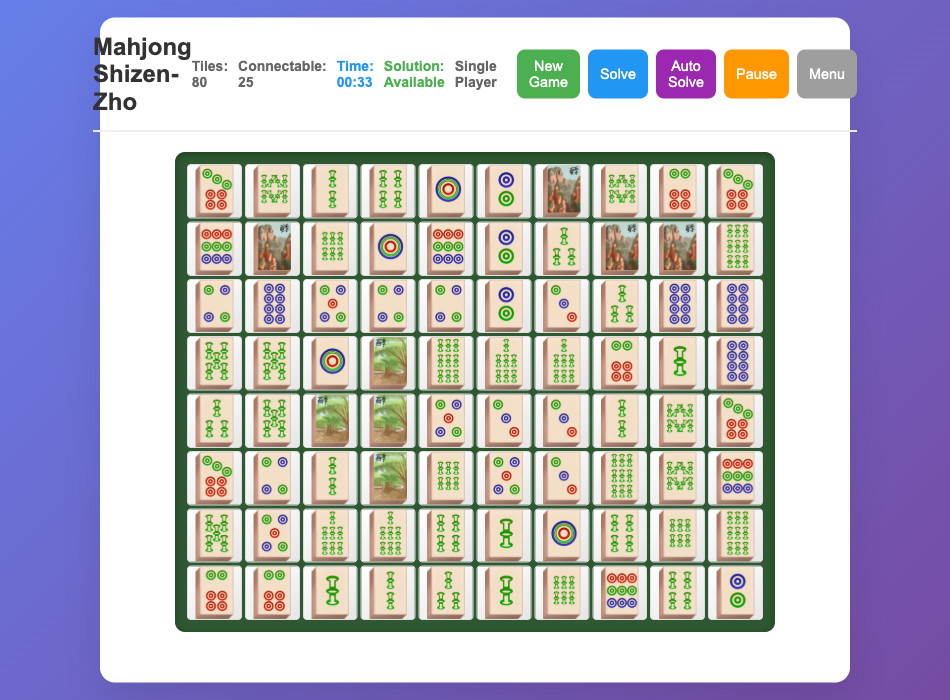 Mahjong
Shizen-
Zho
Tiles:
80
Connectable:
25
Time:
00:33
Solution:
Available
Single
Player
New
Game
Solve
Auto
Solve
Pause
Menu